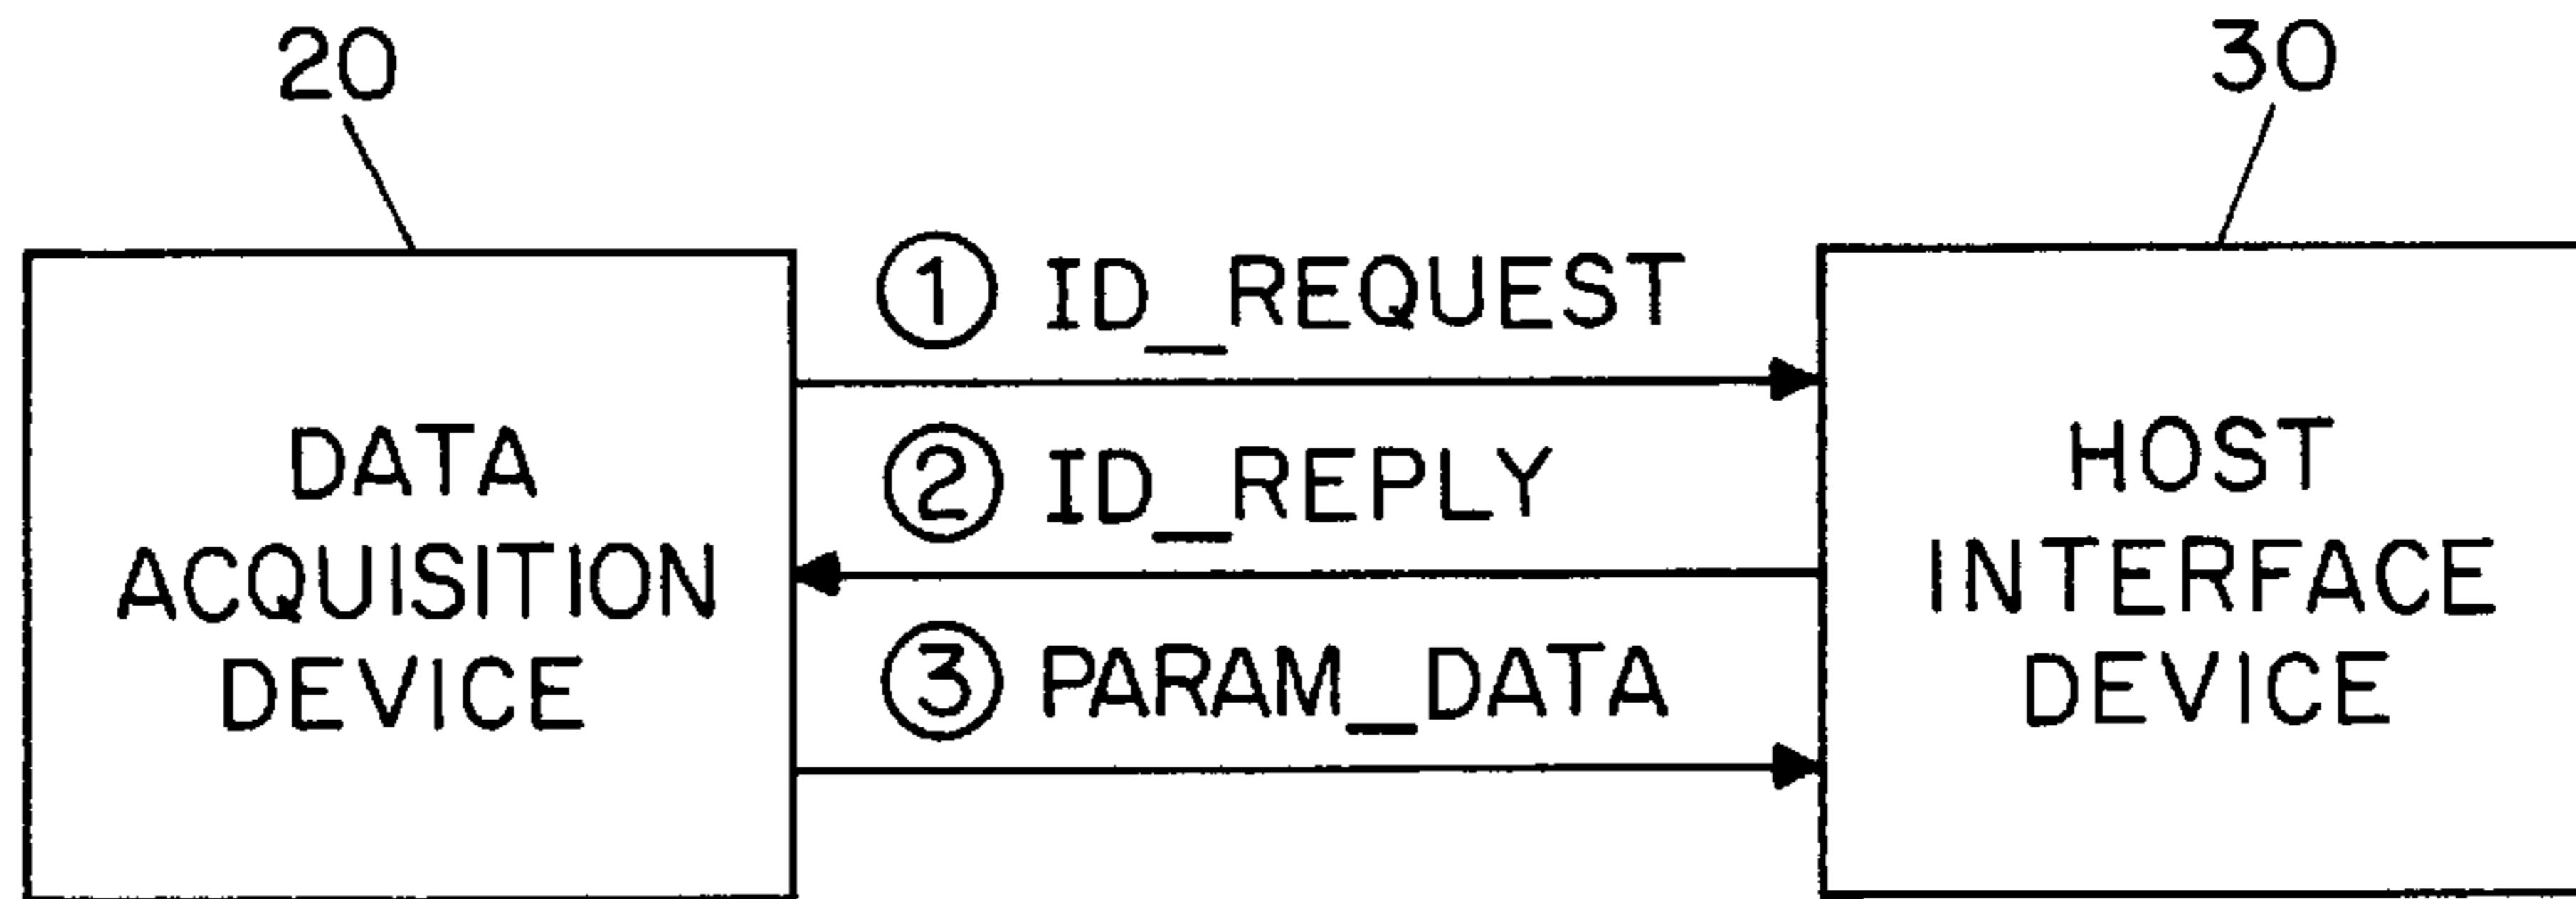 20
30
① ID_REQUEST
② ID_REPLY
③ PARAM_DATA
DATA
ACQUISITION
DEVICE
HOST
INTERFACE
DEVICE